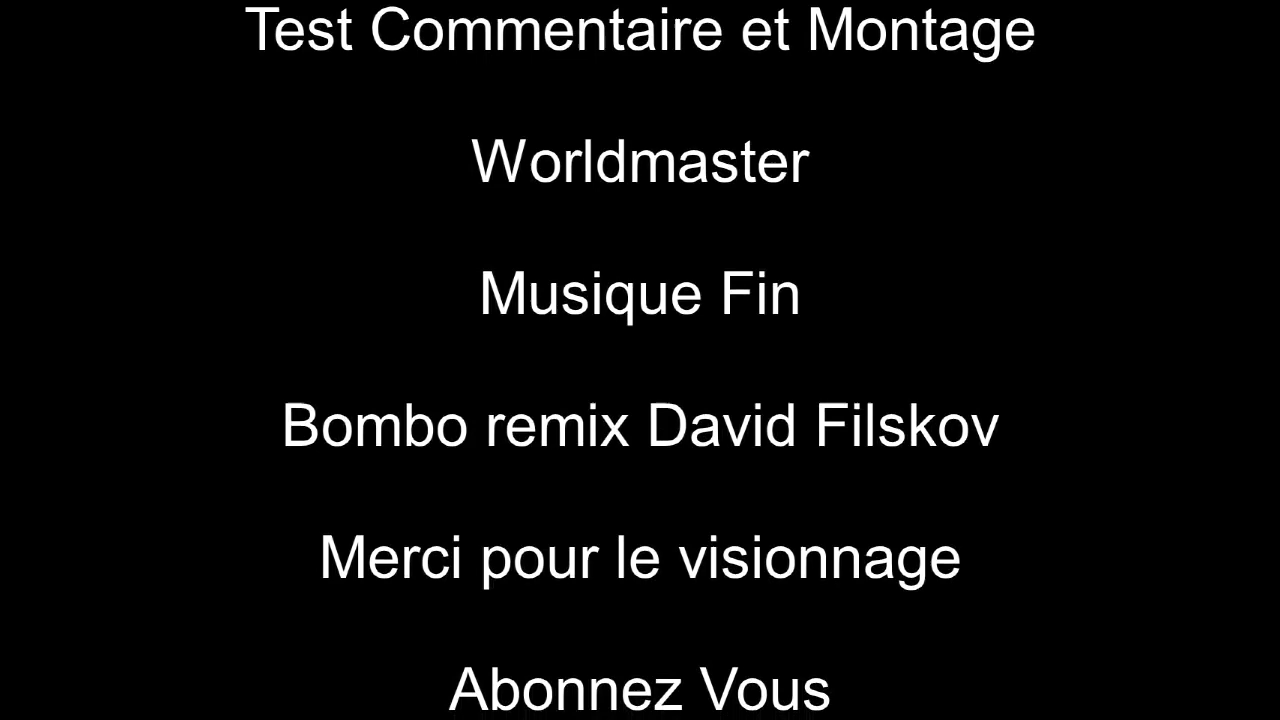 Test Commentaire et Montage
Worldmaster
Musique Fin
Bombo remix David Filskov
Merci pour le visionnage
Abonnez Vous